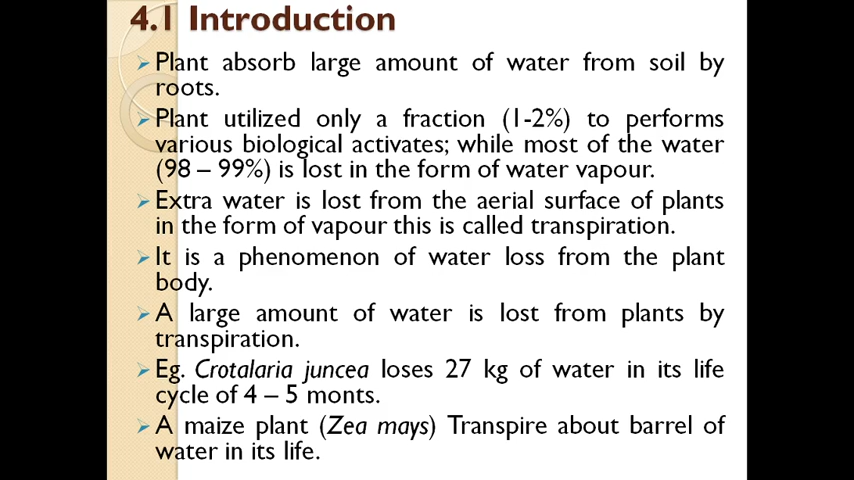 4.1 Introduction
➢ Plant absorb large amount of water from soil by
roots.
➢ Plant utilized only a fraction (1-2%) to performs
various biological activates; while most of the water
(98 – 99%) is lost in the form of water vapour.
➢ Extra water is lost from the aerial surface of plants
in the form of vapour this is called transpiration.
➢ It is a phenomenon of water loss from the plant
body.
➢ A large amount of water is lost from plants by
transpiration.
➢ Eg. Crotalaria juncea loses 27 kg of water in its life
cycle of 4 – 5 monts.
➢ A maize plant (Zea mays) Transpire about barrel of
water in its life.